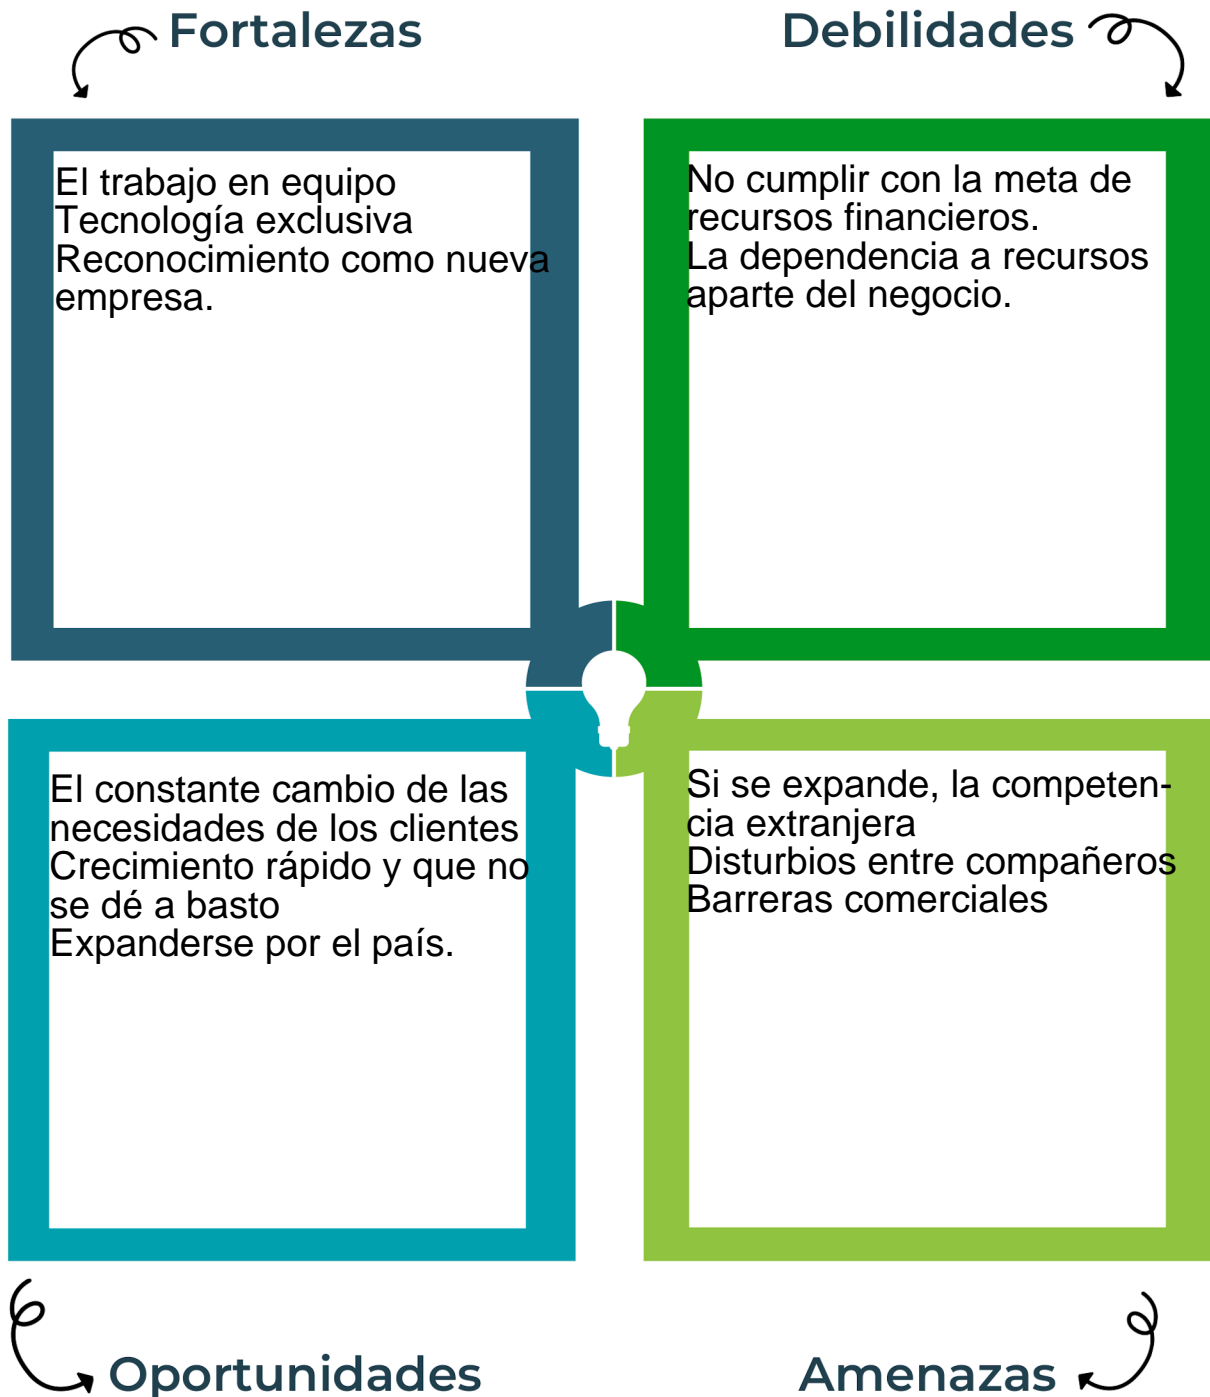 Fortalezas
El trabajo en equipo
Tecnología exclusiva
Reconocimiento como nueva
empresa.
Debilidades
No cumplir con la meta de
recursos financieros.
La dependencia a recursos
aparte del negocio.
El constante cambio de las
necesidades de los clientes
Crecimiento rápido y que no
se dé a basto
Expanderse por el país.
Oportunidades
Si se expande, la competen-
cia extranjera
Disturbios entre compañeros
Barreras comerciales
Amenazas